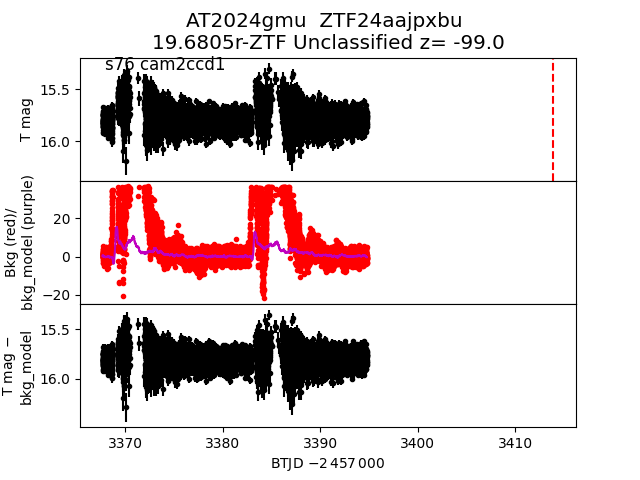 AT2024gmu  ZTF24aajpxbu
19.6805r-ZTF Unclassified z= -99.0
s76 cam2ccd1
15.5
16.0
T mag
20
0
−20
Bkg (red)/
bkg_model (purple)
15.5
16.0
T mag −
bkg_model
3370
3380
3390
3400
3410
BTJD −2 457 000